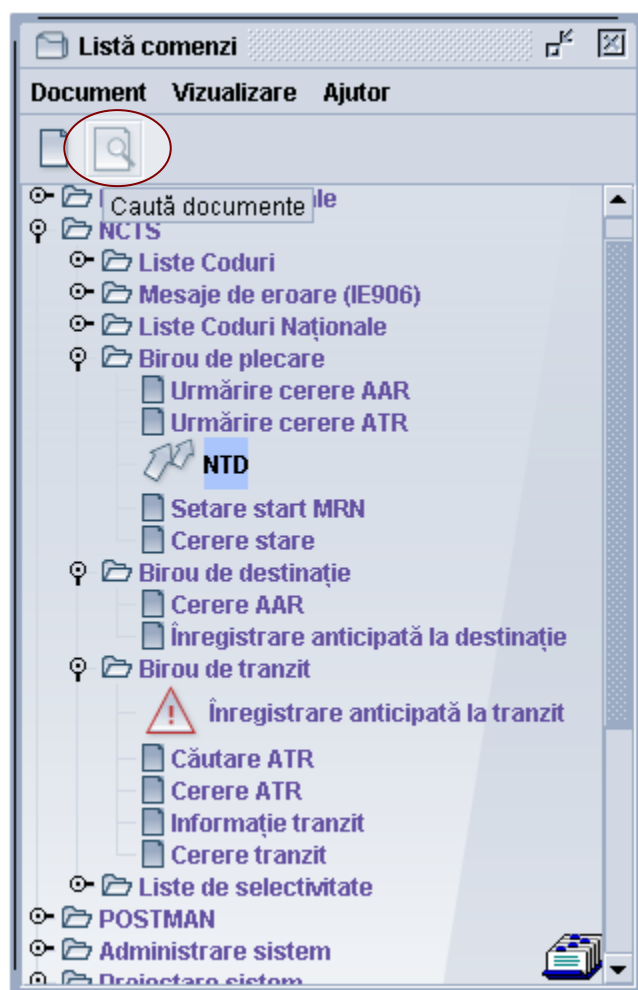 Listă comenzi
Document Vizualizare Ajutor
Caută documente
NCTS
Liste Coduri
Mesaje de eroare (IE906)
Liste Coduri Naționale
Birou de plecare
Urmărire cerere AAR
Urmărire cerere ATR
NTD
Setare start MRN
Cerere stare
Birou de destinație
Cerere AAR
Înregistrare anticipată la destinație
Birou de tranzit
Înregistrare anticipată la tranzit
Căutare ATR
Cerere ATR
Informație tranzit
Cerere tranzit
Liste de selectivitate
POSTMAN
Administrare sistem
Proiectare sistem